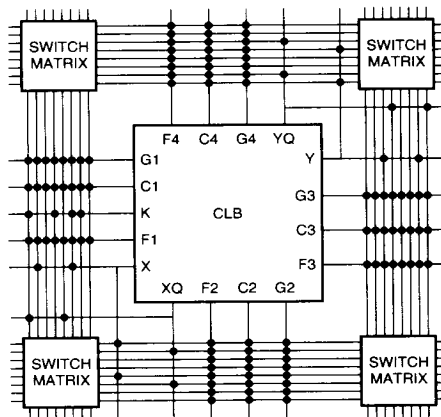 SWITCH
MATRIX
SWITCH
MATRIX
F4 C4 G4 YQ
G1
Y
C1
G3
K
CLB
C3
F1
F3
X
XQ F2 C2 G2
SWITCH
MATRIX
SWITCH
MATRIX